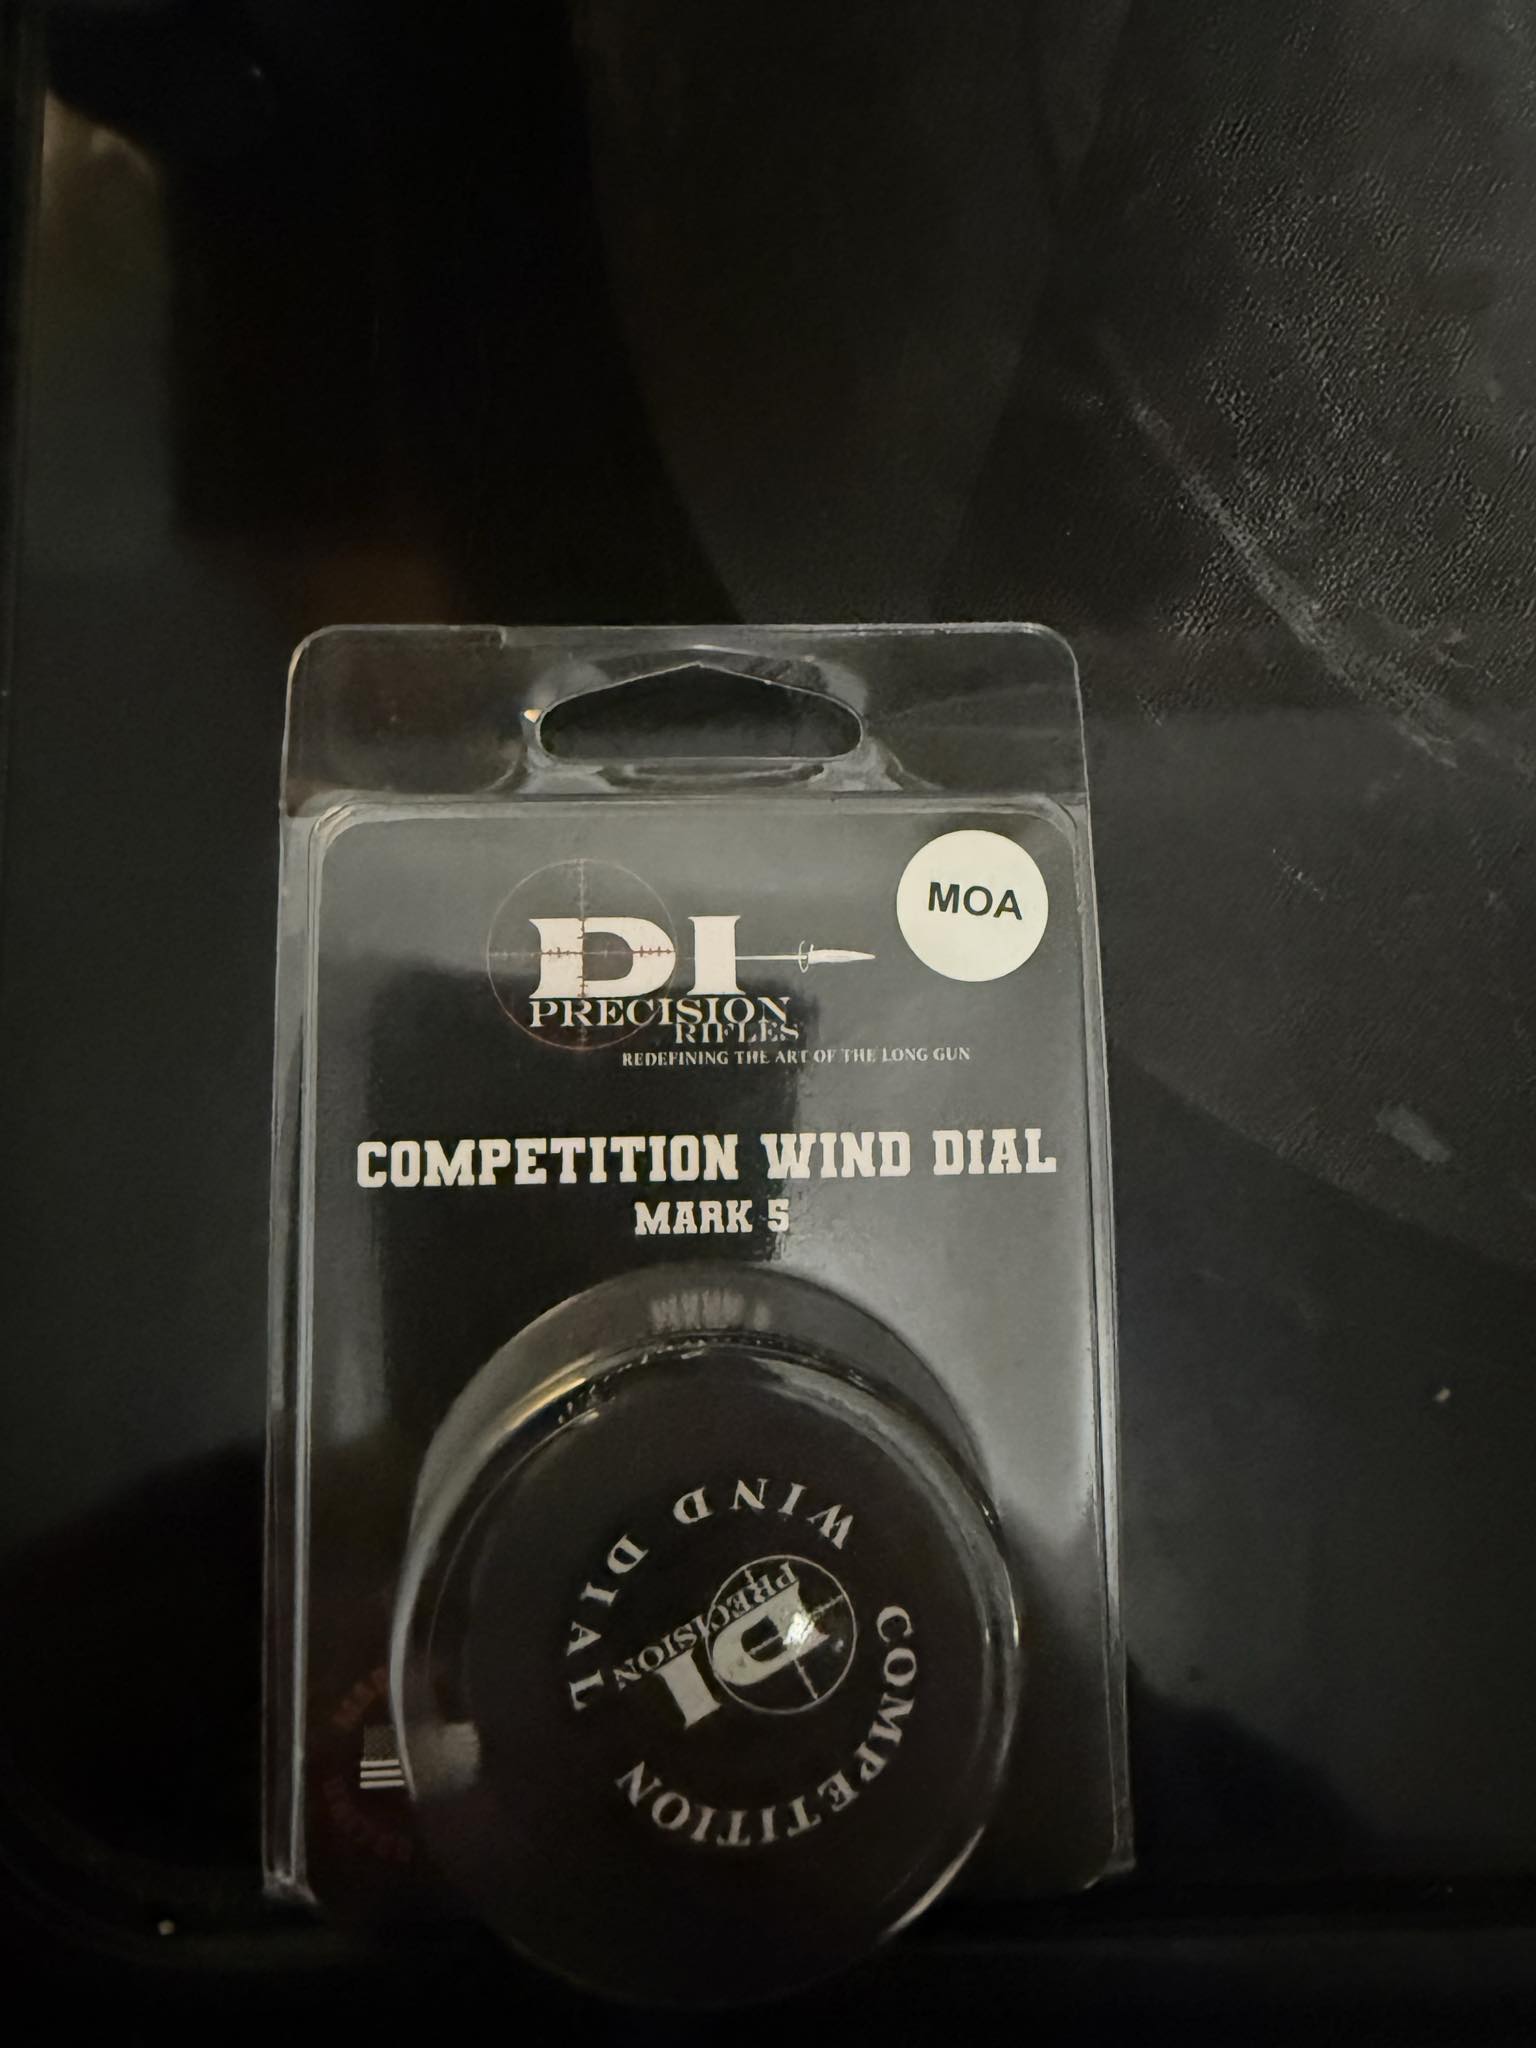 MOA
DI
PRECISION
RIFLES
REDEFINING THE ART OF THE LONG GUN
COMPETITION WIND DIAL
MARK 5
COMPETITION
WIND DIAL
DI
PRECISION